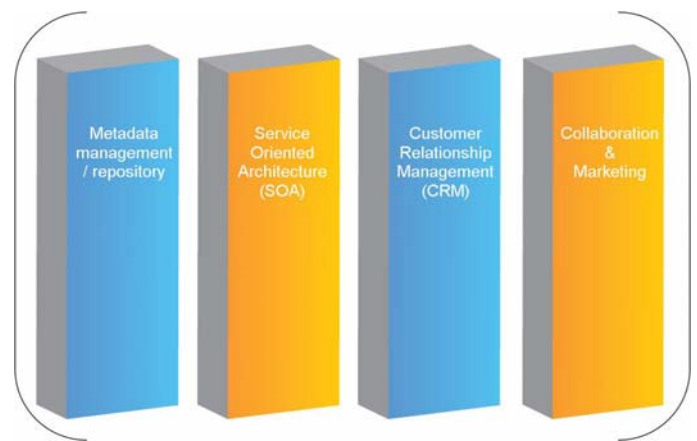 Metadata
management
/ repository
Service
Oriented
Architecture
(SOA)
Customer
Relationship
Management
(CRM)
Collaboration
&
Marketing